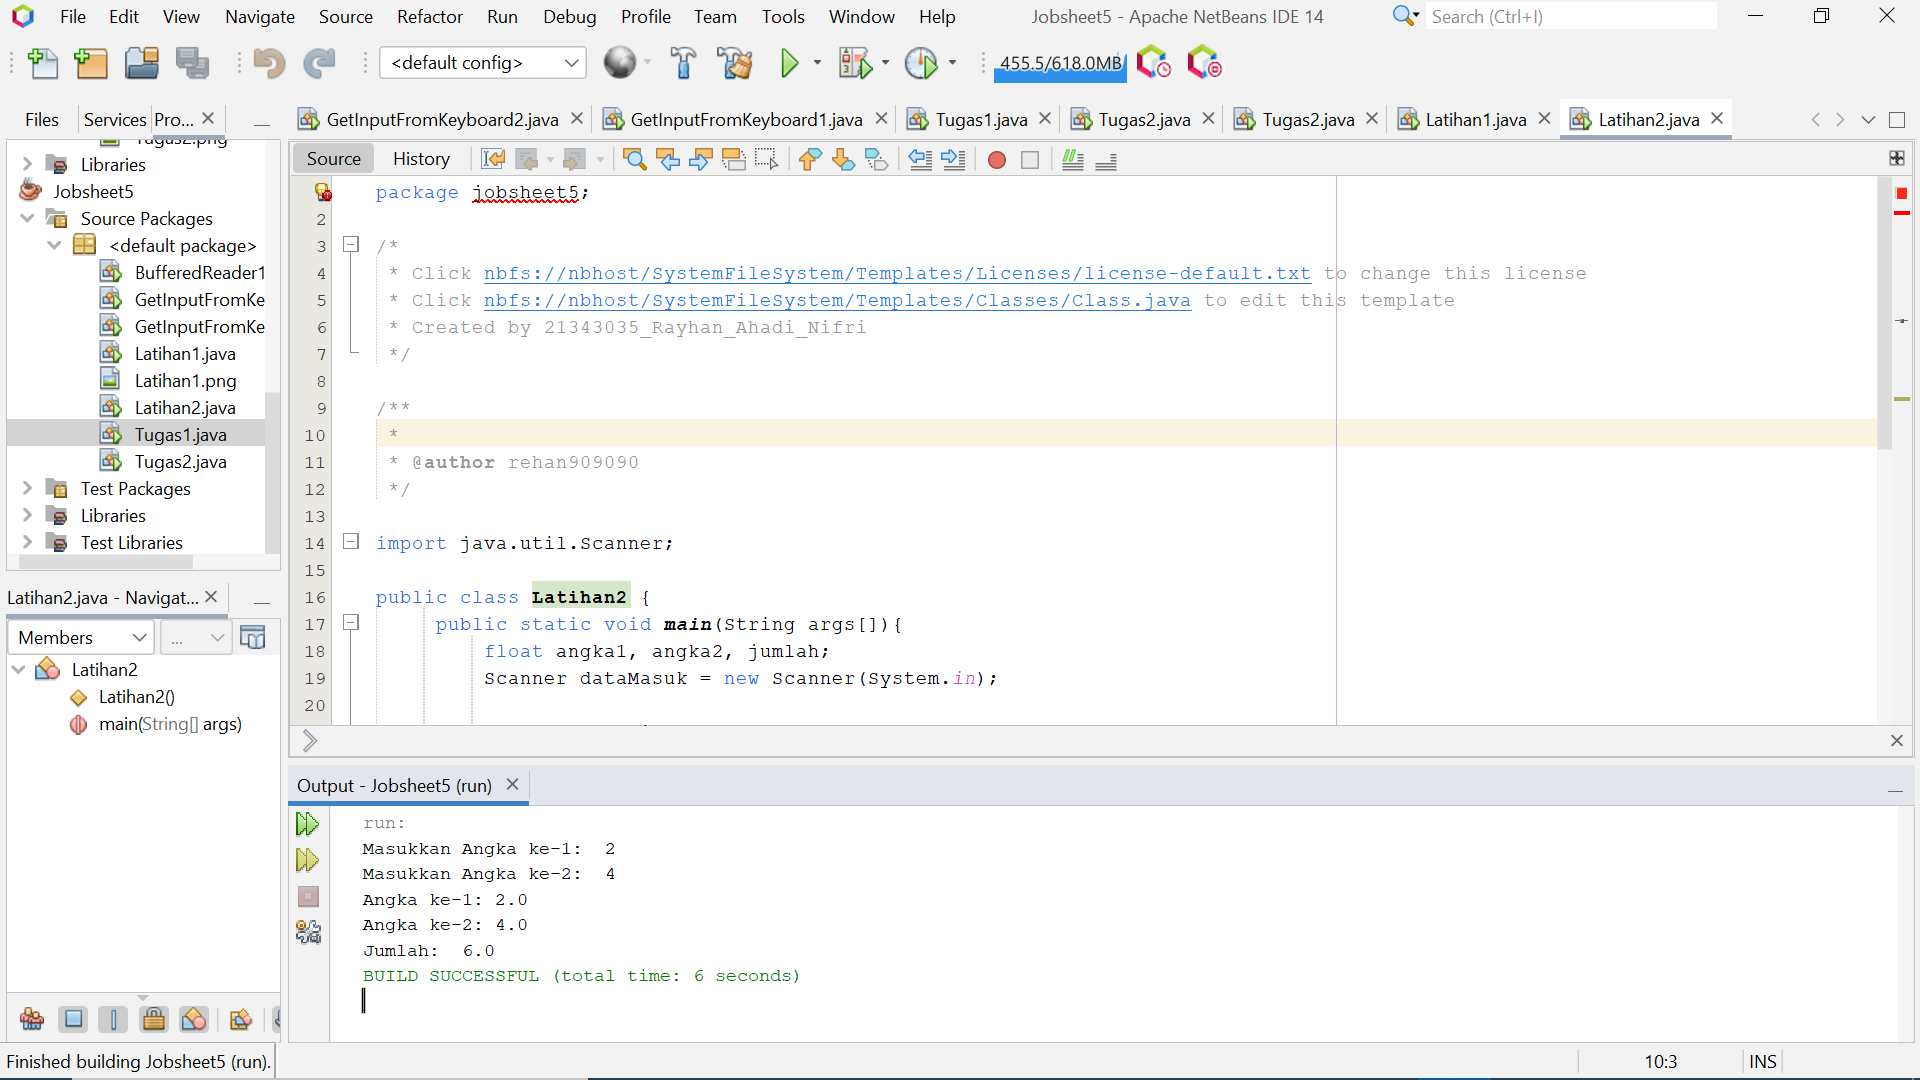 File Edit View Navigate Source Refactor Run Debug Profile Team Tools Window Help
Jobsheet5 - Apache NetBeans IDE 14
Search (Ctrl+I)
<default config>
455.5/618.0MB
Files Services Pro...
GetInputFromKeyboard2.java GetInputFromKeyboard1.java Tugas1.java Tugas2.java Tugas2.java Latihan1.java Latihan2.java
Source History
Tugas2.png
Libraries
Jobsheet5
Source Packages
<default package>
BufferedReader1
GetInputFromKe
GetInputFromKe
Latihan1.java
Latihan1.png
Latihan2.java
Tugas1.java
Tugas2.java
Test Packages
Libraries
Test Libraries
package jobsheet5;
2
3 /*
4 * Click nbfs://nbhost/SystemFileSystem/Templates/Licenses/license-default.txt to change this license
5 * Click nbfs://nbhost/SystemFileSystem/Templates/Classes/Class.java to edit this template
6 * Created by 21343035_Rayhan_Ahadi_Nifri
7 */
8
9 /**
10 *
11 * @author rehan909090
12 */
13
14 import java.util.Scanner;
15
16 public class Latihan2 {
17 public static void main(String args[]){
18 float angka1, angka2, jumlah;
19 Scanner dataMasuk = new Scanner(System.in);
20
Latihan2.java - Navigat...
Members ...
Latihan2
Latihan2()
main(String[] args)
Output - Jobsheet5 (run)
run:
Masukkan Angka ke-1: 2
Masukkan Angka ke-2: 4
Angka ke-1: 2.0
Angka ke-2: 4.0
Jumlah: 6.0
BUILD SUCCESSFUL (total time: 6 seconds)
Finished building Jobsheet5 (run).
10:3 INS